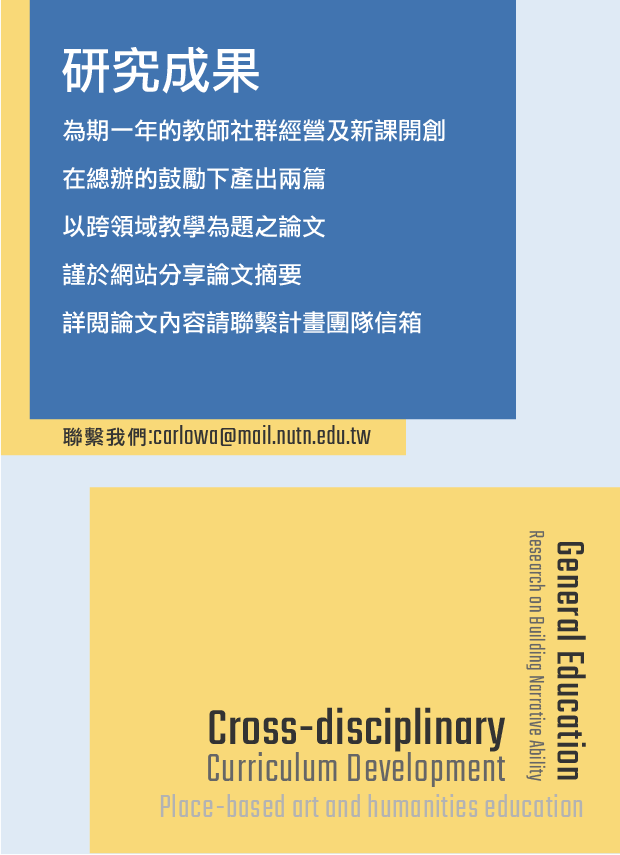 研究成果
為期一年的教師社群經營及新課開創
在總辦的鼓勵下產出兩篇
以跨領域教學為題之論文
謹於網站分享論文摘要
詳閱論文內容請聯繫計畫團隊信箱
聯繫我們:carlowa@mail.nutn.edu.tw
General Education
Research on Building Narrative Ability
Cross-disciplinary
Curriculum Development
Place-based art and humanities education